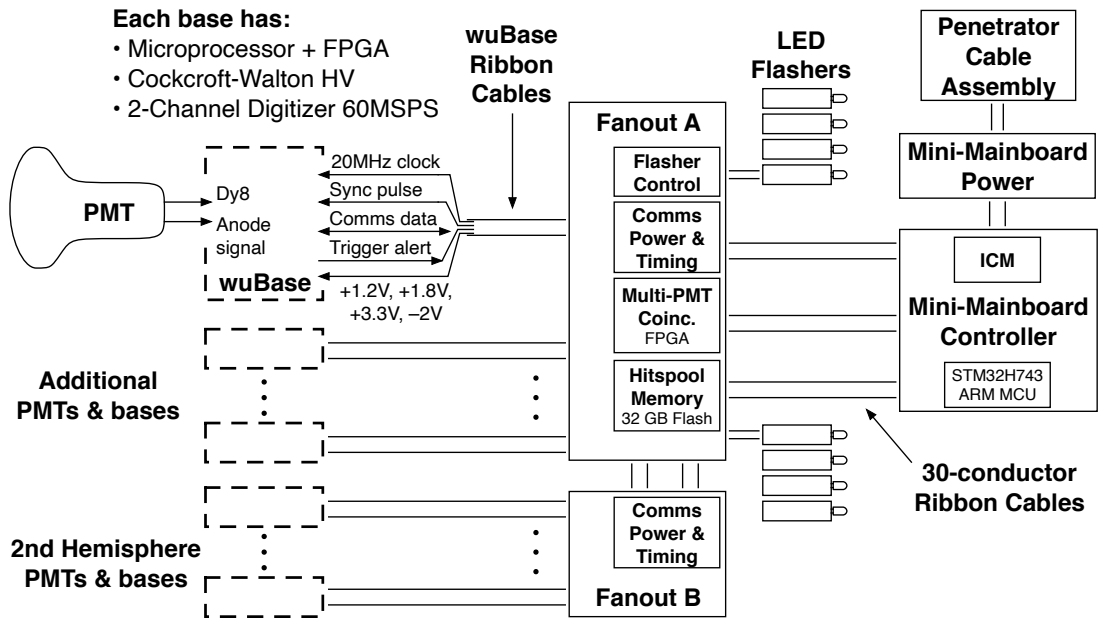 Each base has:
• Microprocessor + FPGA
• Cockcroft-Walton HV
• 2-Channel Digitizer 60MSPS
wuBase
Ribbon
Cables
LED
Flashers
Penetrator
Cable
Assembly
Mini-Mainboard
Power
PMT
Dy8
Anode
signal
wuBase
20MHz clock
Sync pulse
Comms data
Trigger alert
+1.2V, +1.8V,
+3.3V, –2V
Fanout A
Flasher
Control
Comms
Power &
Timing
Multi-PMT
Coinc.
FPGA
Hitspool
Memory
32 GB Flash
ICM
Mini-Mainboard
Controller
STM32H743
ARM MCU
Additional
PMTs & bases
30-conductor
Ribbon Cables
2nd Hemisphere
PMTs & bases
Comms
Power &
Timing
Fanout B